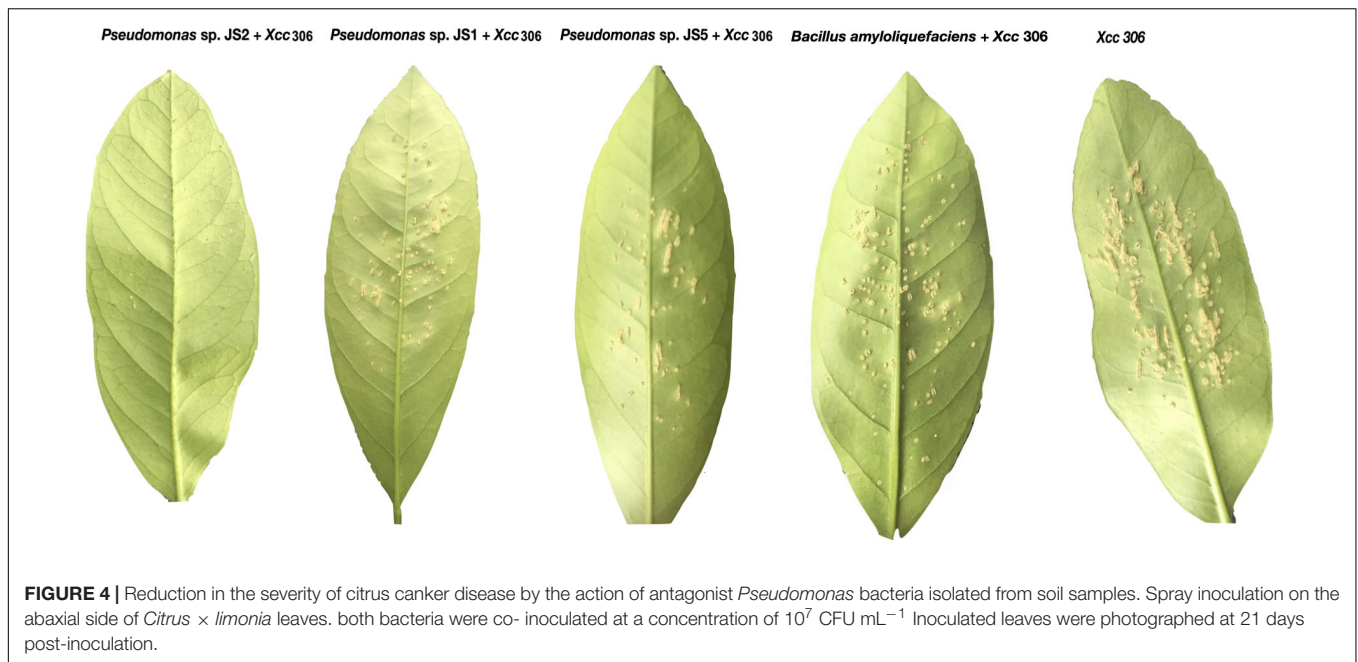 Pseudomonas sp. JS2 + Xcc 306 Pseudomonas sp. JS1 + Xcc 306 Pseudomonas sp. JS5 + Xcc 306 Bacillus amyloliquefaciens + Xcc 306 Xcc 306
FIGURE 4 | Reduction in the severity of citrus canker disease by the action of antagonist Pseudomonas bacteria isolated from soil samples. Spray inoculation on the
abaxial side of Citrus × limonia leaves. both bacteria were co- inoculated at a concentration of 10⁷ CFU mL⁻¹ Inoculated leaves were photographed at 21 days
post-inoculation.